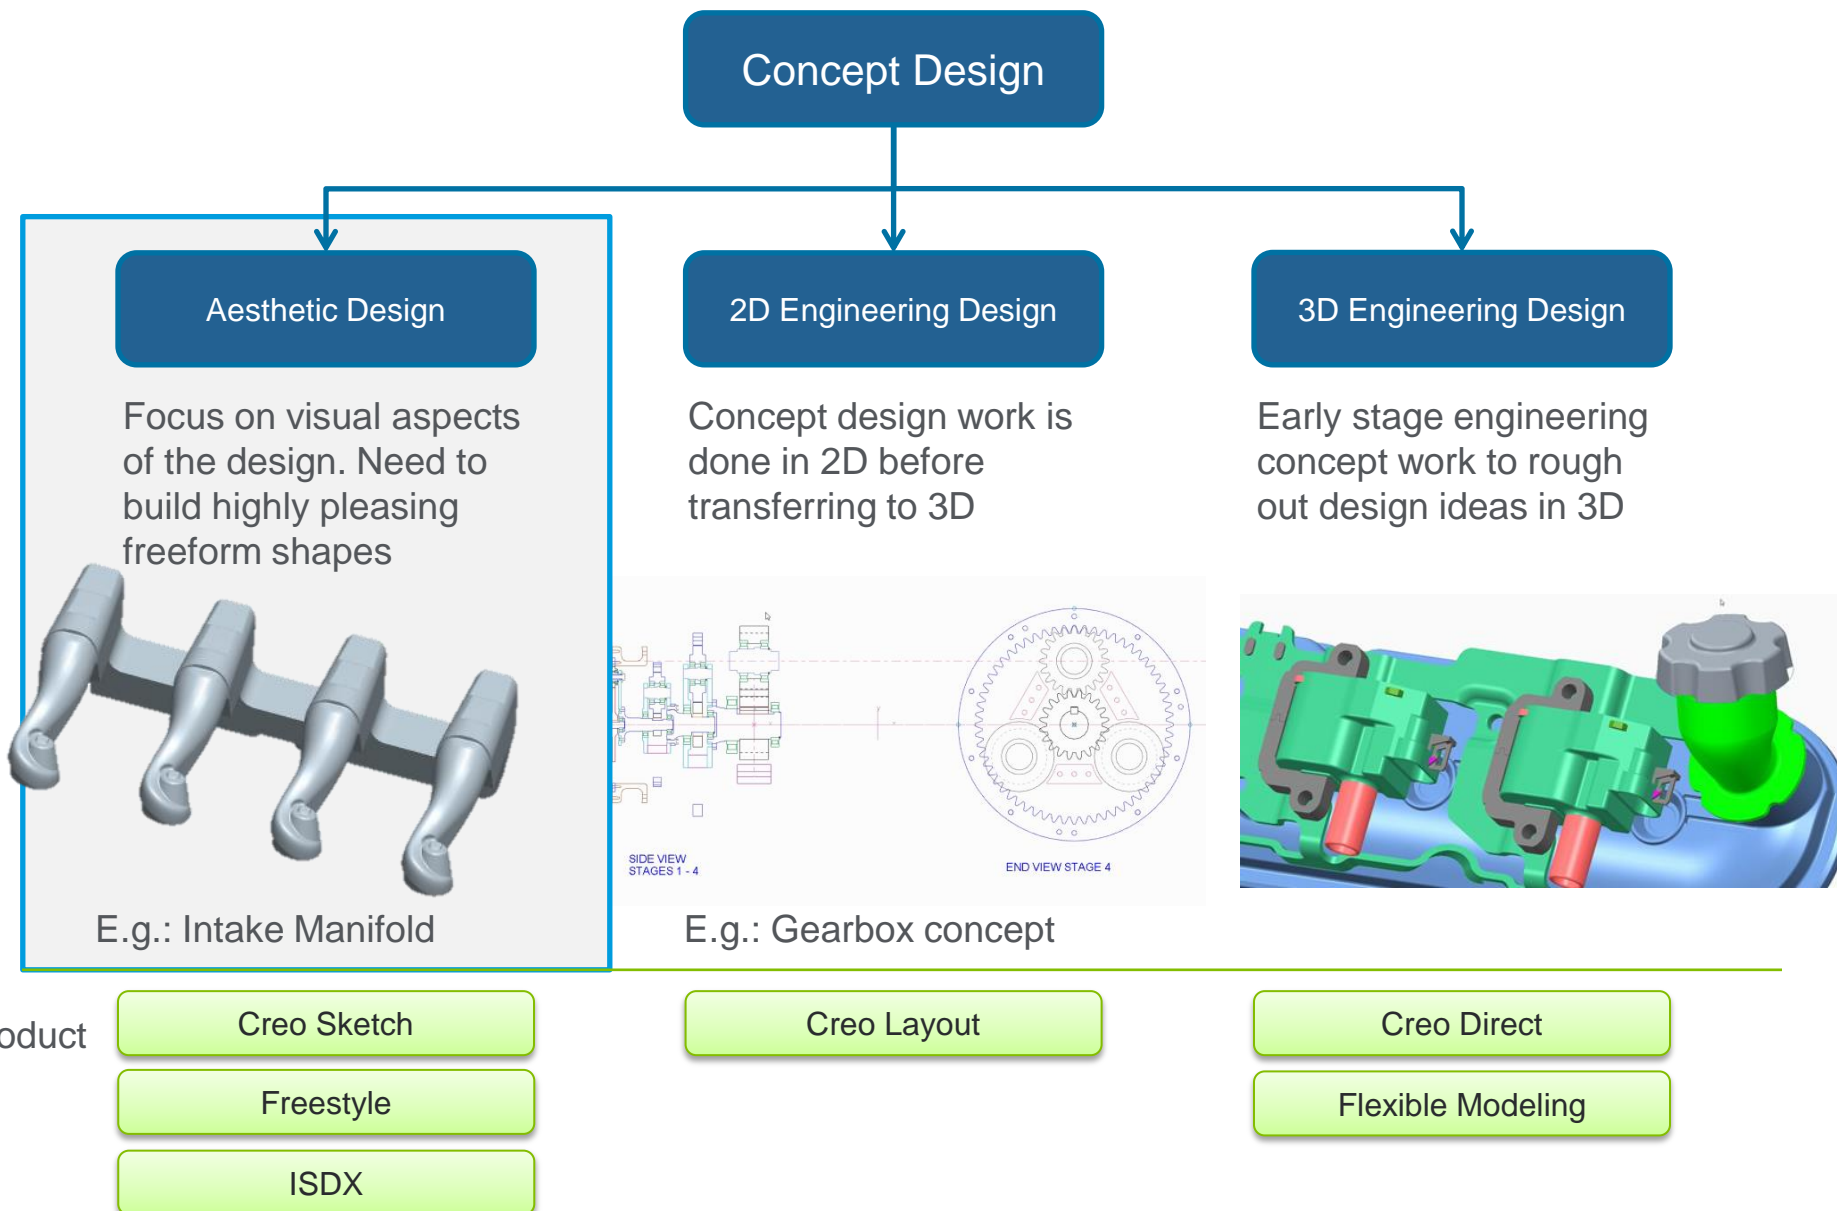 Concept Design
Aesthetic Design
2D Engineering Design
3D Engineering Design
Focus on visual aspects
of the design. Need to
build highly pleasing
freeform shapes
Concept design work is
done in 2D before
transferring to 3D
Early stage engineering
concept work to rough
out design ideas in 3D
SIDE VIEW
STAGES 1 - 4
END VIEW STAGE 4
E.g.: Intake Manifold
E.g.: Gearbox concept
oduct
Creo Sketch
Creo Layout
Creo Direct
Freestyle
Flexible Modeling
ISDX